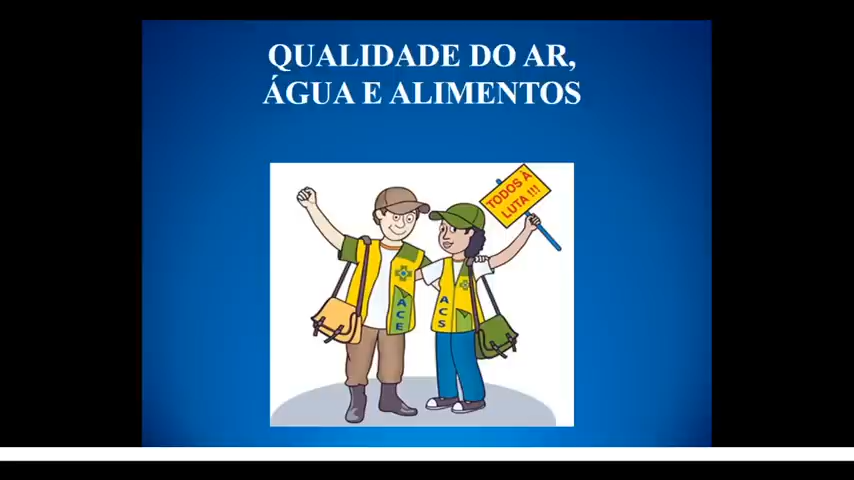 QUALIDADE DO AR,
ÁGUA E ALIMENTOS
TODOS À
LUTA !!!
ACE
ACS